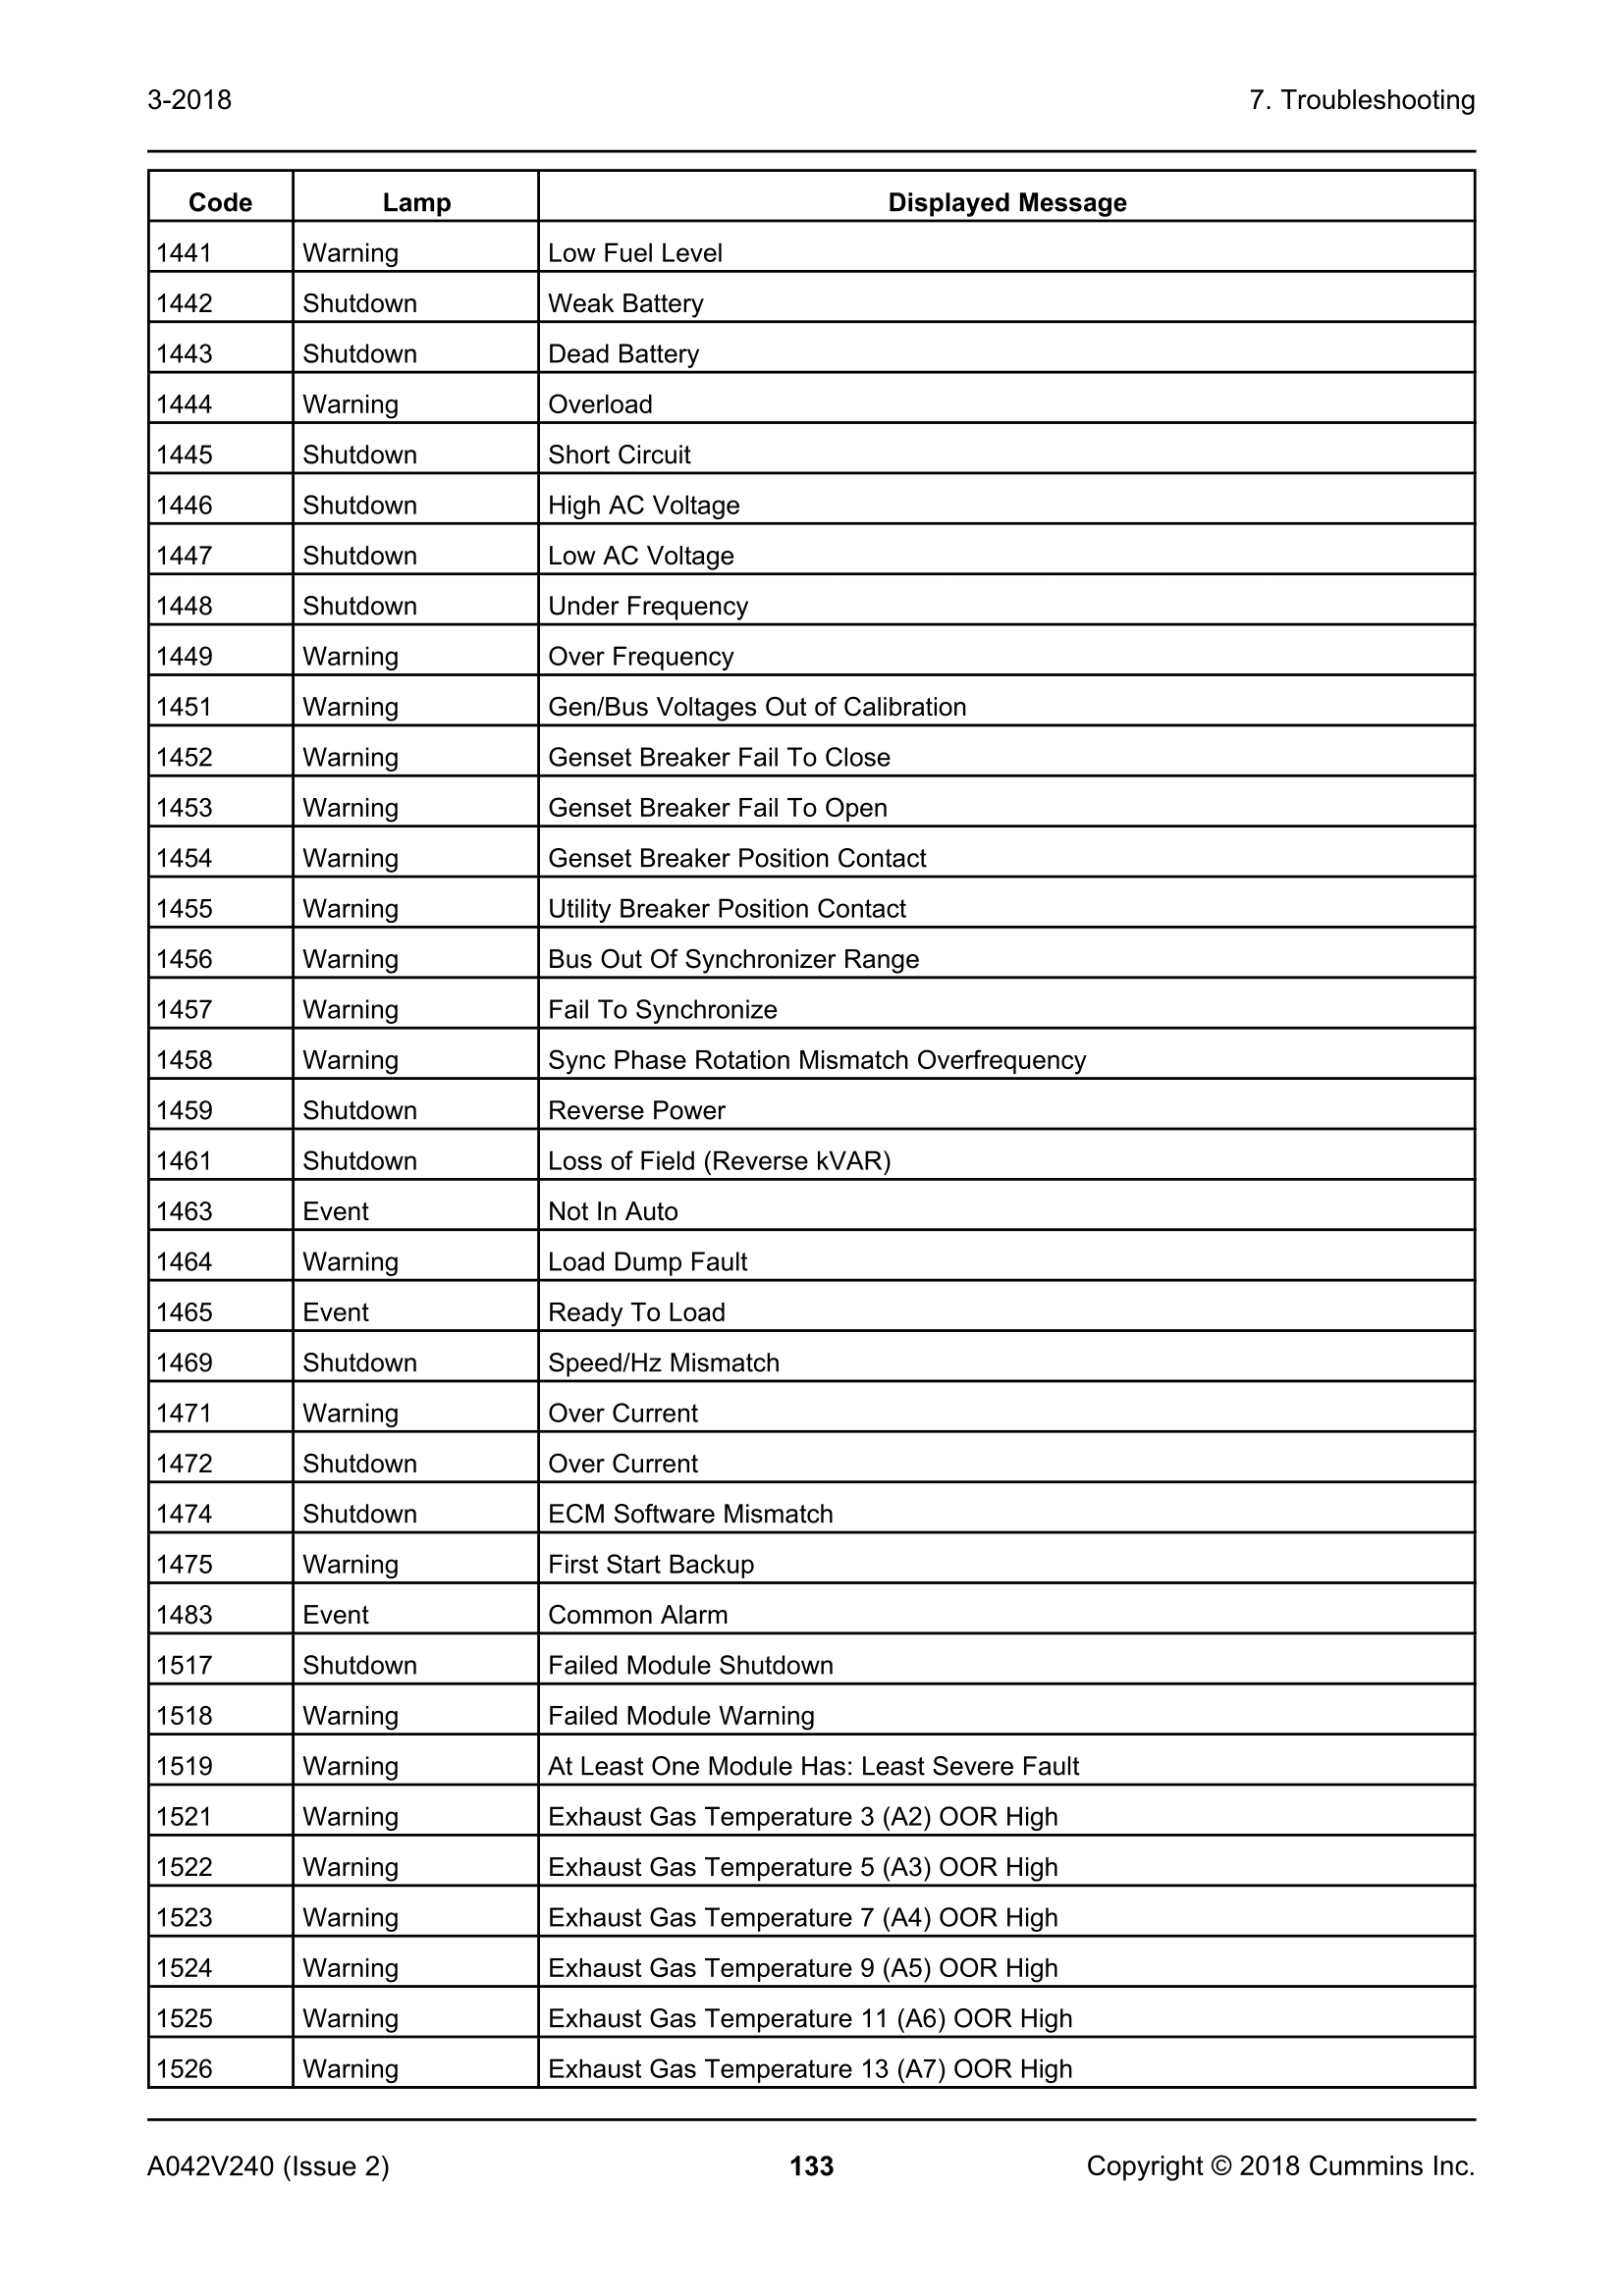 3-2018 7. Troubleshooting
Code Lamp Displayed Message
1441 Warning Low Fuel Level
1442 Shutdown Weak Battery
1443 Shutdown Dead Battery
1444 Warning Overload
1445 Shutdown Short Circuit
1446 Shutdown High AC Voltage
1447 Shutdown Low AC Voltage
1448 Shutdown Under Frequency
1449 Warning Over Frequency
1451 Warning Gen/Bus Voltages Out of Calibration
1452 Warning Genset Breaker Fail To Close
1453 Warning Genset Breaker Fail To Open
1454 Warning Genset Breaker Position Contact
1455 Warning Utility Breaker Position Contact
1456 Warning Bus Out Of Synchronizer Range
1457 Warning Fail To Synchronize
1458 Warning Sync Phase Rotation Mismatch Overfrequency
1459 Shutdown Reverse Power
1461 Shutdown Loss of Field (Reverse kVAR)
1463 Event Not In Auto
1464 Warning Load Dump Fault
1465 Event Ready To Load
1469 Shutdown Speed/Hz Mismatch
1471 Warning Over Current
1472 Shutdown Over Current
1474 Shutdown ECM Software Mismatch
1475 Warning First Start Backup
1483 Event Common Alarm
1517 Shutdown Failed Module Shutdown
1518 Warning Failed Module Warning
1519 Warning At Least One Module Has: Least Severe Fault
1521 Warning Exhaust Gas Temperature 3 (A2) OOR High
1522 Warning Exhaust Gas Temperature 5 (A3) OOR High
1523 Warning Exhaust Gas Temperature 7 (A4) OOR High
1524 Warning Exhaust Gas Temperature 9 (A5) OOR High
1525 Warning Exhaust Gas Temperature 11 (A6) OOR High
1526 Warning Exhaust Gas Temperature 13 (A7) OOR High
A042V240 (Issue 2) 133 Copyright © 2018 Cummins Inc.